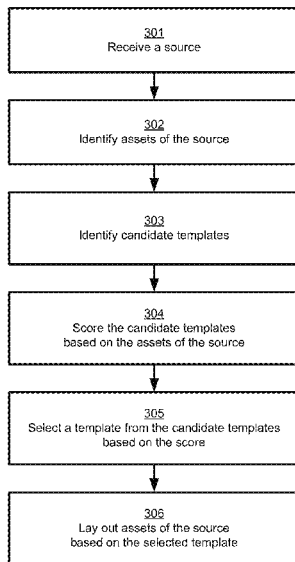 301
Receive a source
302
Identify assets of the source
303
Identify candidate templates
304
Score the candidate templates
based on the assets of the source
305
Select a template from the candidate templates
based on the score
306
Lay out assets of the source
based on the selected template